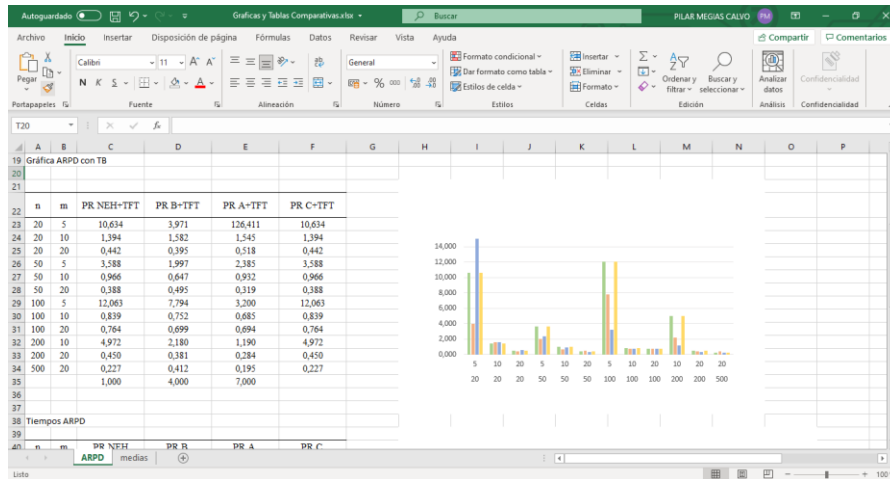 Autoguardado Graficas y Tablas Comparativas.xlsx Buscar PILAR MEGIAS CALVO PM
Archivo Inicio Insertar Disposición de página Fórmulas Datos Revisar Vista Ayuda Compartir Comentarios
Calibri 11 General Formato condicional Insertar
Pegar N K S % 000 Dar formato como tabla Eliminar Ordenar y filtrar Buscar y seleccionar Analizar datos Confidencialidad
Estilos de celda Formato
Portapapeles Fuente Alineación Número Estilos Celdas Edición Análisis Confidencialidad
T20 fx
A B C D E F G H I J K L M N O P
19 Gráfica ARPD con TB
20
21
22 n m PR NEH+TFT PR B+TFT PR A+TFT PR C+TFT
23 20 5 10,634 3,971 126,411 10,634
24 20 10 1,394 1,582 1,545 1,394
25 20 20 0,442 0,395 0,518 0,442
26 50 5 3,588 1,997 2,385 3,588
27 50 10 0,966 0,647 0,932 0,966
28 50 20 0,388 0,495 0,319 0,388
29 100 5 12,063 7,794 3,200 12,063
30 100 10 0,839 0,752 0,685 0,839
31 100 20 0,764 0,699 0,694 0,764
32 200 10 4,972 2,180 1,190 4,972
33 200 20 0,450 0,381 0,284 0,450
34 500 20 0,227 0,412 0,195 0,227
35 1,000 4,000 7,000
36
37
38 Tiempos ARPD
39
40 n m PR NEH PR B PR A PR C
14,000
12,000
10,000
8,000
6,000
4,000
2,000
0,000
5 10 20 5 10 20 5 10 20 10 20 20
20 20 20 50 50 50 100 100 100 200 200 500
ARPD medias
Listo 100